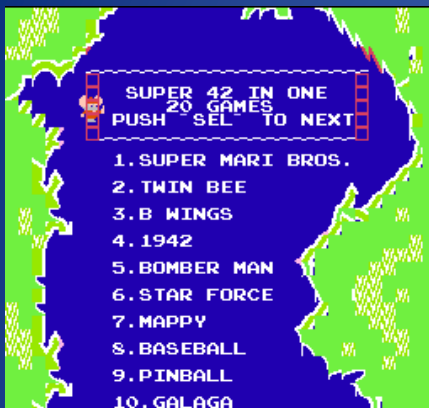 SUPER 42 IN ONE
20 GAMES
PUSH ¨SEL¨ TO NEXT
1.SUPER MARI BROS.
2.TWIN BEE
3.B WINGS
4.1942
5.BOMBER MAN
6.STAR FORCE
7.MAPPY
8.BASEBALL
9.PINBALL
10.GALAGA